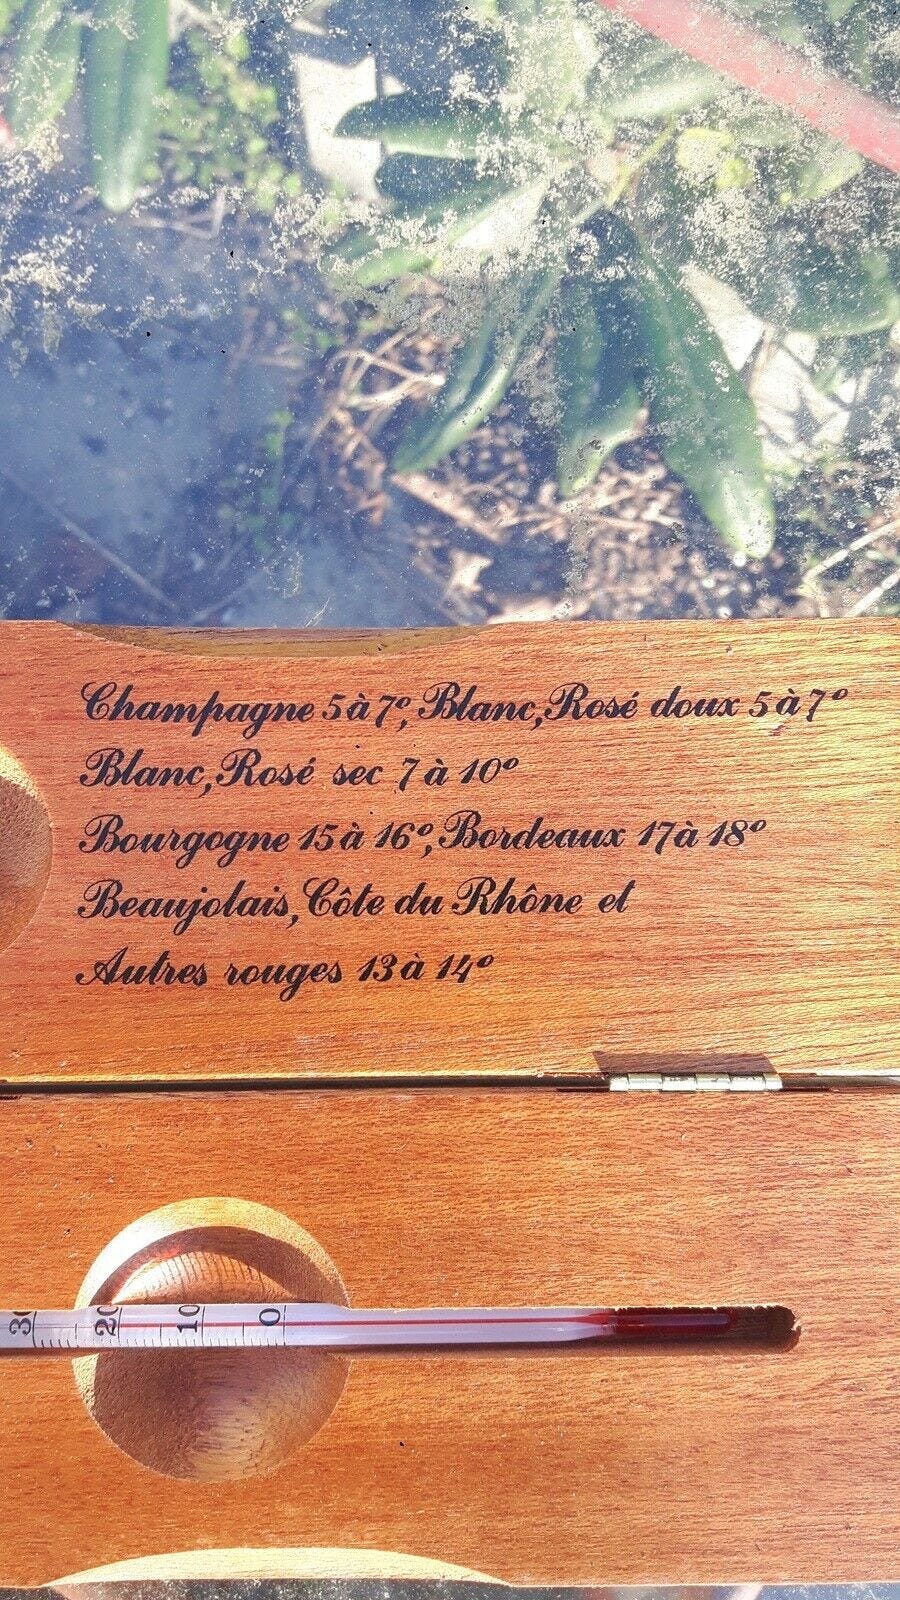 Champagne 5 à 7°, Blanc, Rosé doux 5 à 7°
Blanc, Rosé sec 7 à 10°
Bourgogne 15 à 16°, Bordeaux 17 à 18°
Beaujolais, Côte du Rhône et
Autres rouges 13 à 14°
30 20 10 0